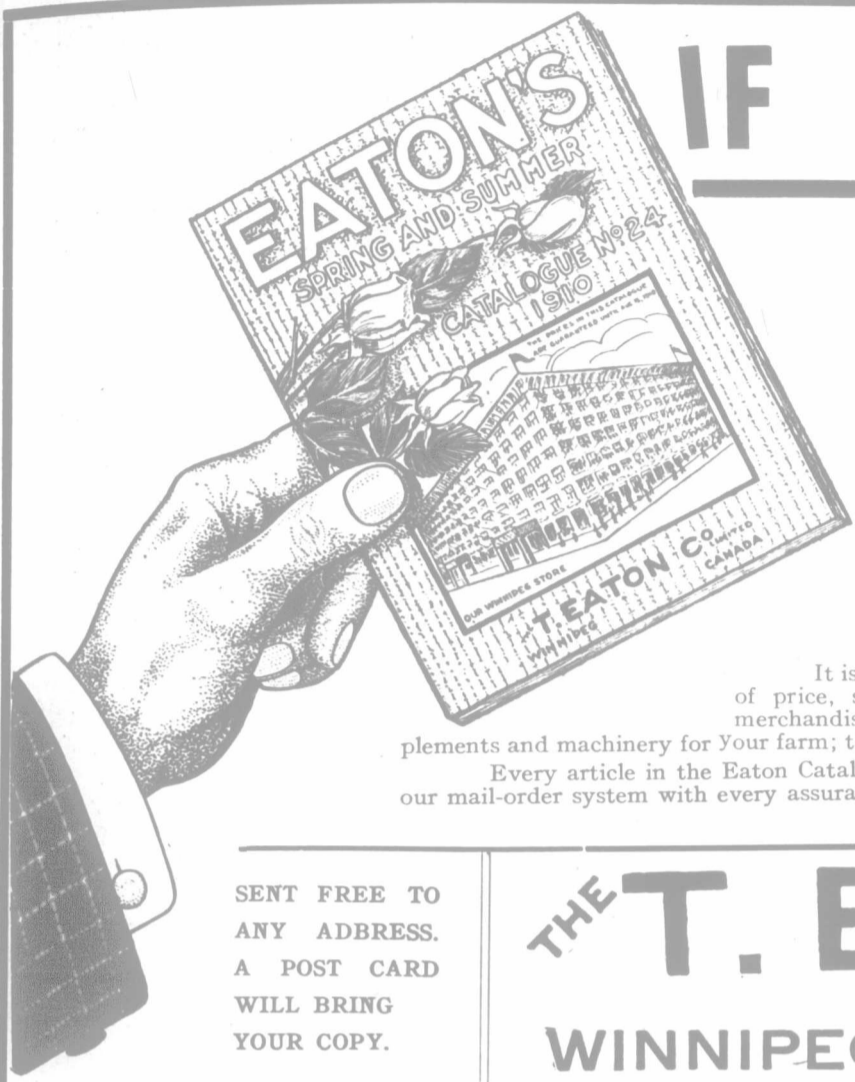 IF
EATON'S
SPRING AND SUMMER
CATALOGUE Nº 24
1910
THE PRICES IN THIS CATALOGUE
ARE GUARANTEED UNTIL
OUR WINNIPEG STORE
T. EATON CO LIMITED
WINNIPEG CANADA
It is
of price, s
merchandis
plements and machinery for Your farm; t
Every article in the Eaton Catal
our mail-order system with every assura
SENT FREE TO
ANY ADBRESS.
A POST CARD
WILL BRING
YOUR COPY.
THE T. E
WINNIPEG